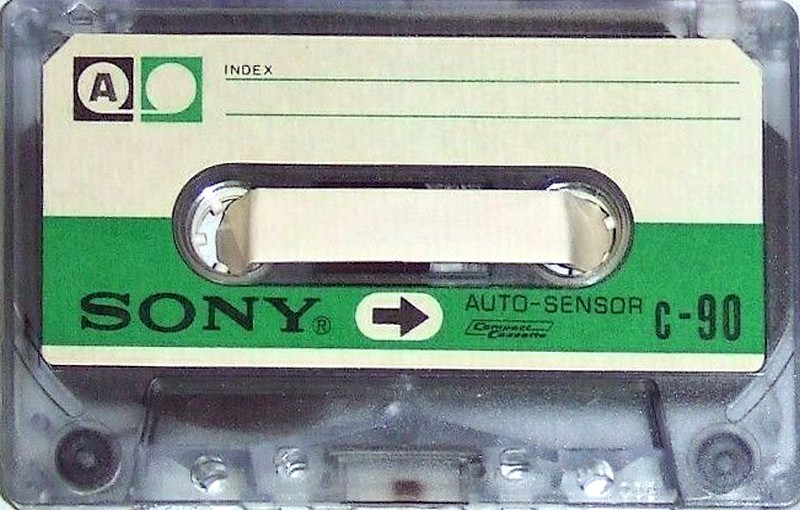 A
INDEX
SONY®
AUTO-SENSOR
Compact
Cassette
C-90